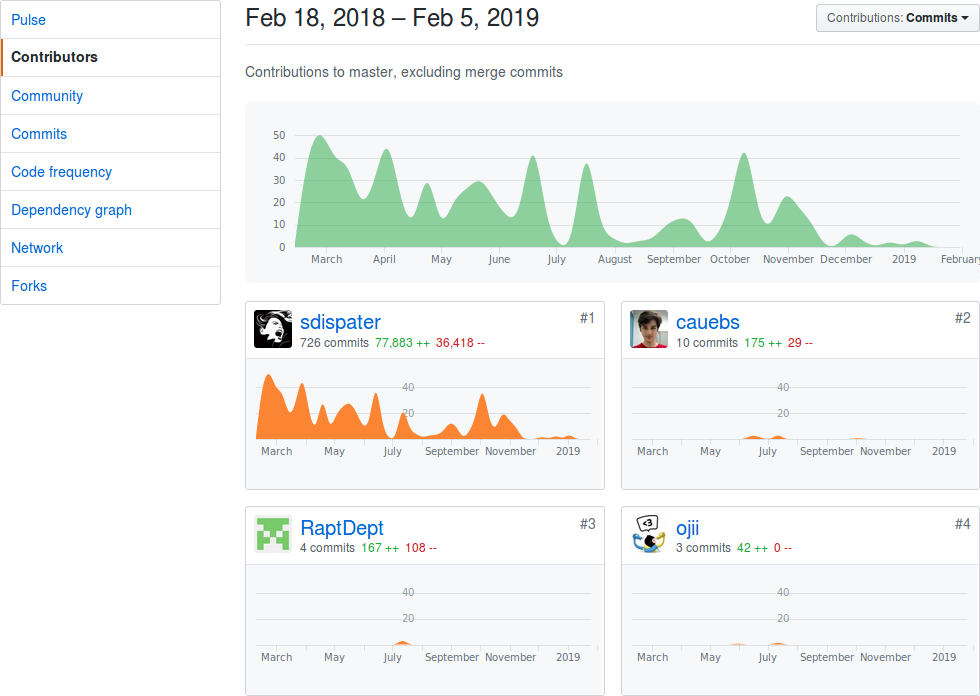 Pulse
Contributors
Community
Commits
Code frequency
Dependency graph
Network
Forks
Feb 18, 2018 – Feb 5, 2019
Contributions: Commits
Contributions to master, excluding merge commits
50
40
30
20
10
0
March April May June July August September October November December 2019 February
sdispater #1
726 commits 77,883 ++ 36,418 --
40
20
March May July September November 2019
cauebs #2
10 commits 175 ++ 29 --
40
20
March May July September November 2019
RaptDept #3
4 commits 167 ++ 108 --
40
20
March May July September November 2019
<3
ojii #4
3 commits 42 ++ 0 --
40
20
March May July September November 2019